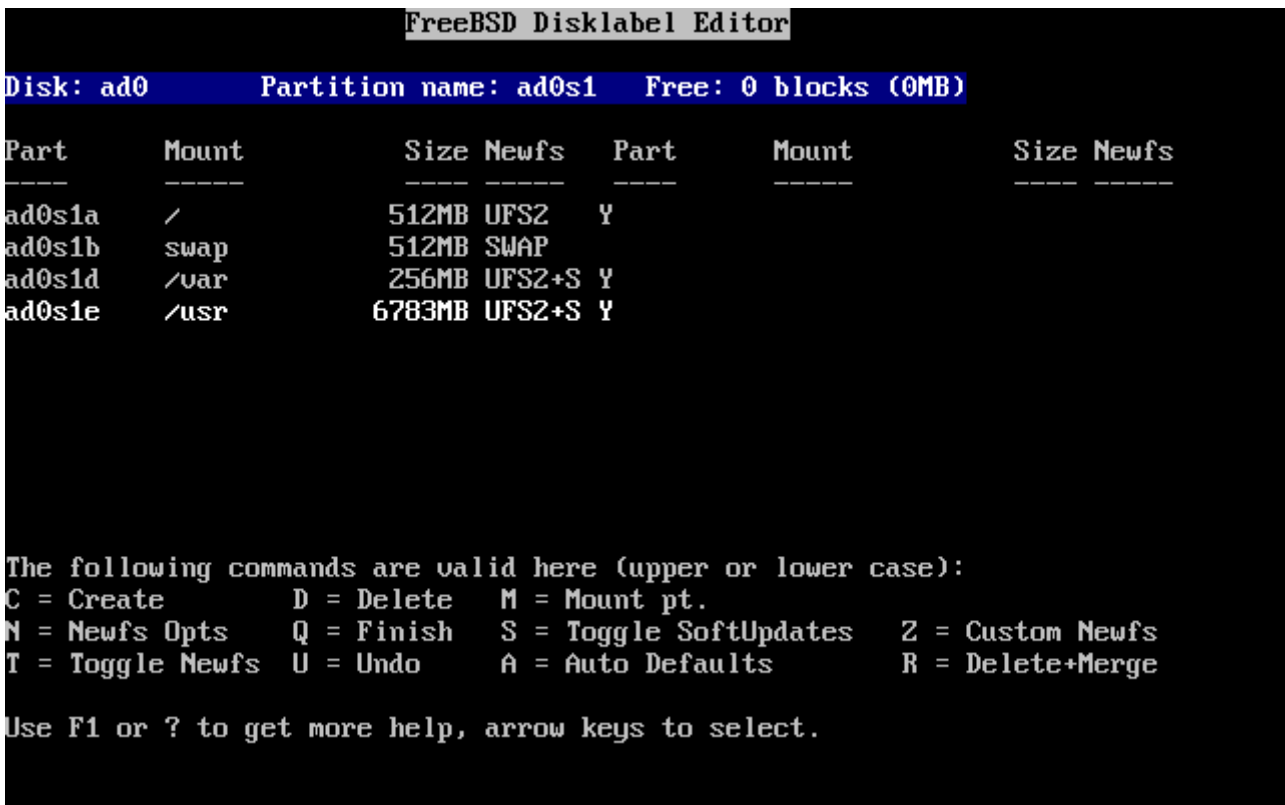 FreeBSD Disklabel Editor
Disk: ad0       Partition name: ad0s1   Free: 0 blocks (0MB)
Part      Mount          Size Newfs   Part      Mount          Size Newfs
----      -----          ---- -----   ----      -----          ---- -----
ad0s1a    /             512MB UFS2   Y
ad0s1b    swap          512MB SWAP
ad0s1d    /var          256MB UFS2+S Y
ad0s1e    /usr         6783MB UFS2+S Y
The following commands are valid here (upper or lower case):
C = Create        D = Delete   M = Mount pt.
N = Newfs Opts    Q = Finish   S = Toggle SoftUpdates   Z = Custom Newfs
T = Toggle Newfs  U = Undo     A = Auto Defaults        R = Delete+Merge
Use F1 or ? to get more help, arrow keys to select.